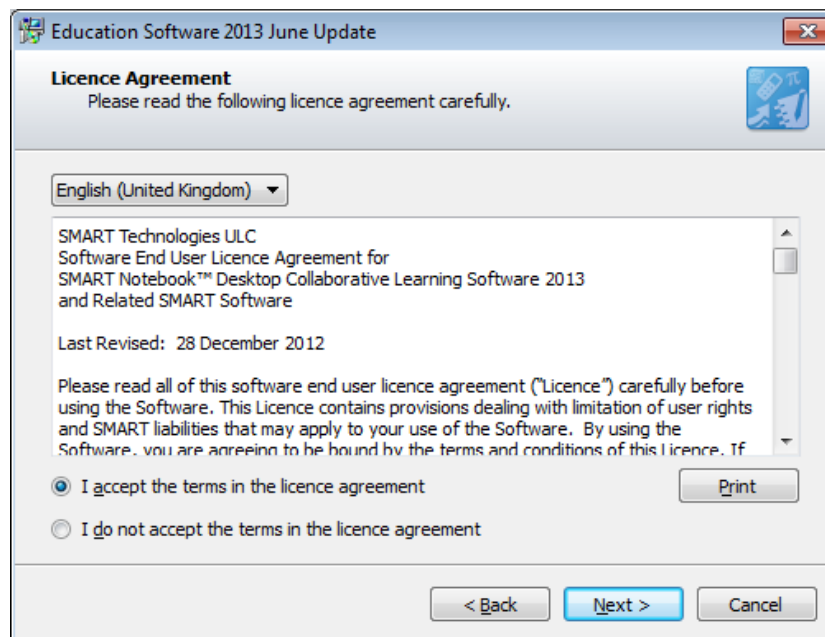 Education Software 2013 June Update
Licence Agreement
Please read the following licence agreement carefully.
English (United Kingdom)
SMART Technologies ULC
Software End User Licence Agreement for
SMART Notebook™ Desktop Collaborative Learning Software 2013
and Related SMART Software
Last Revised:  28 December 2012
Please read all of this software end user licence agreement ("Licence") carefully before
using the Software. This Licence contains provisions dealing with limitation of user rights
and SMART liabilities that may apply to your use of the Software.  By using the
Software, you are agreeing to be bound by the terms and conditions of this Licence. If
I accept the terms in the licence agreement
Print
I do not accept the terms in the licence agreement
< Back
Next >
Cancel